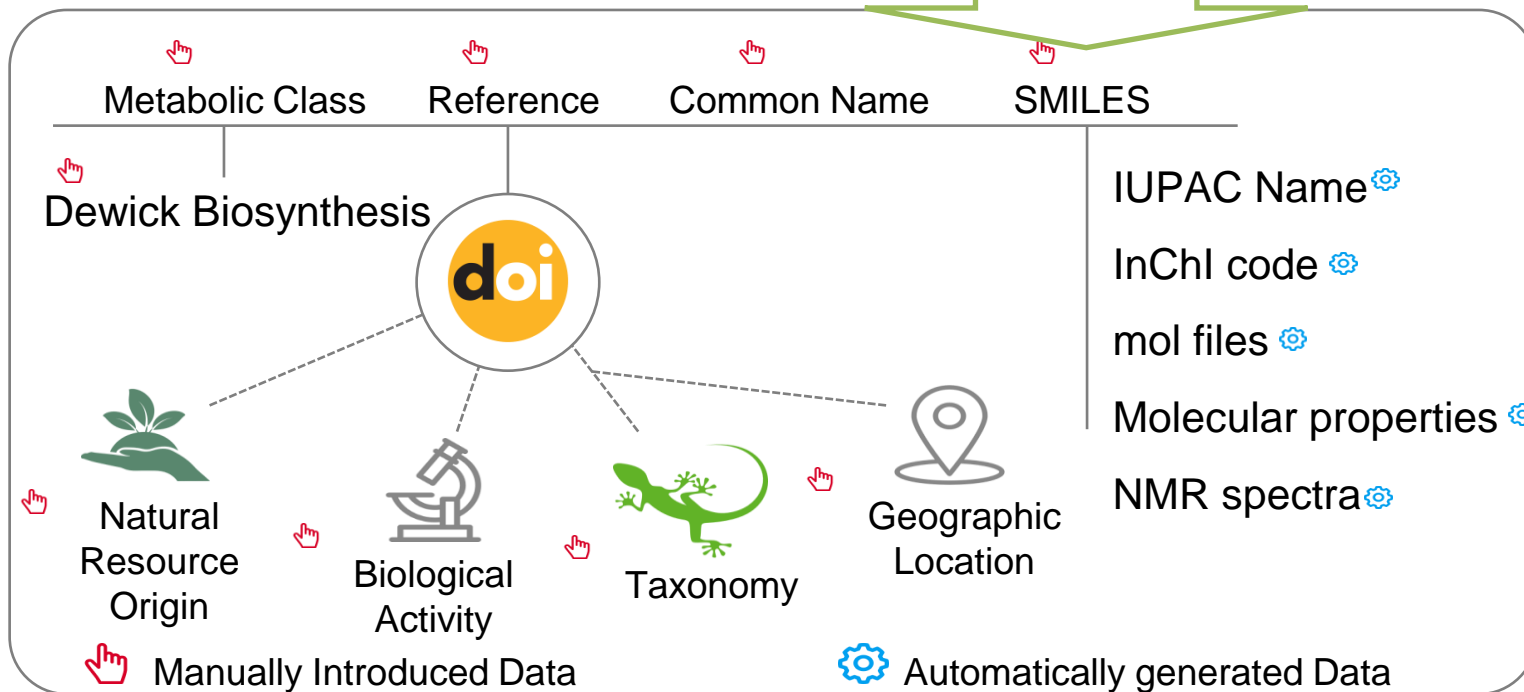 Metabolic Class
Reference
Common Name
SMILES
Dewick Biosynthesis
doi
IUPAC Name
InChI code
mol files
Molecular properties
NMR spectra
Natural
Resource
Origin
Biological
Activity
Taxonomy
Geographic
Location
Manually Introduced Data
Automatically generated Data